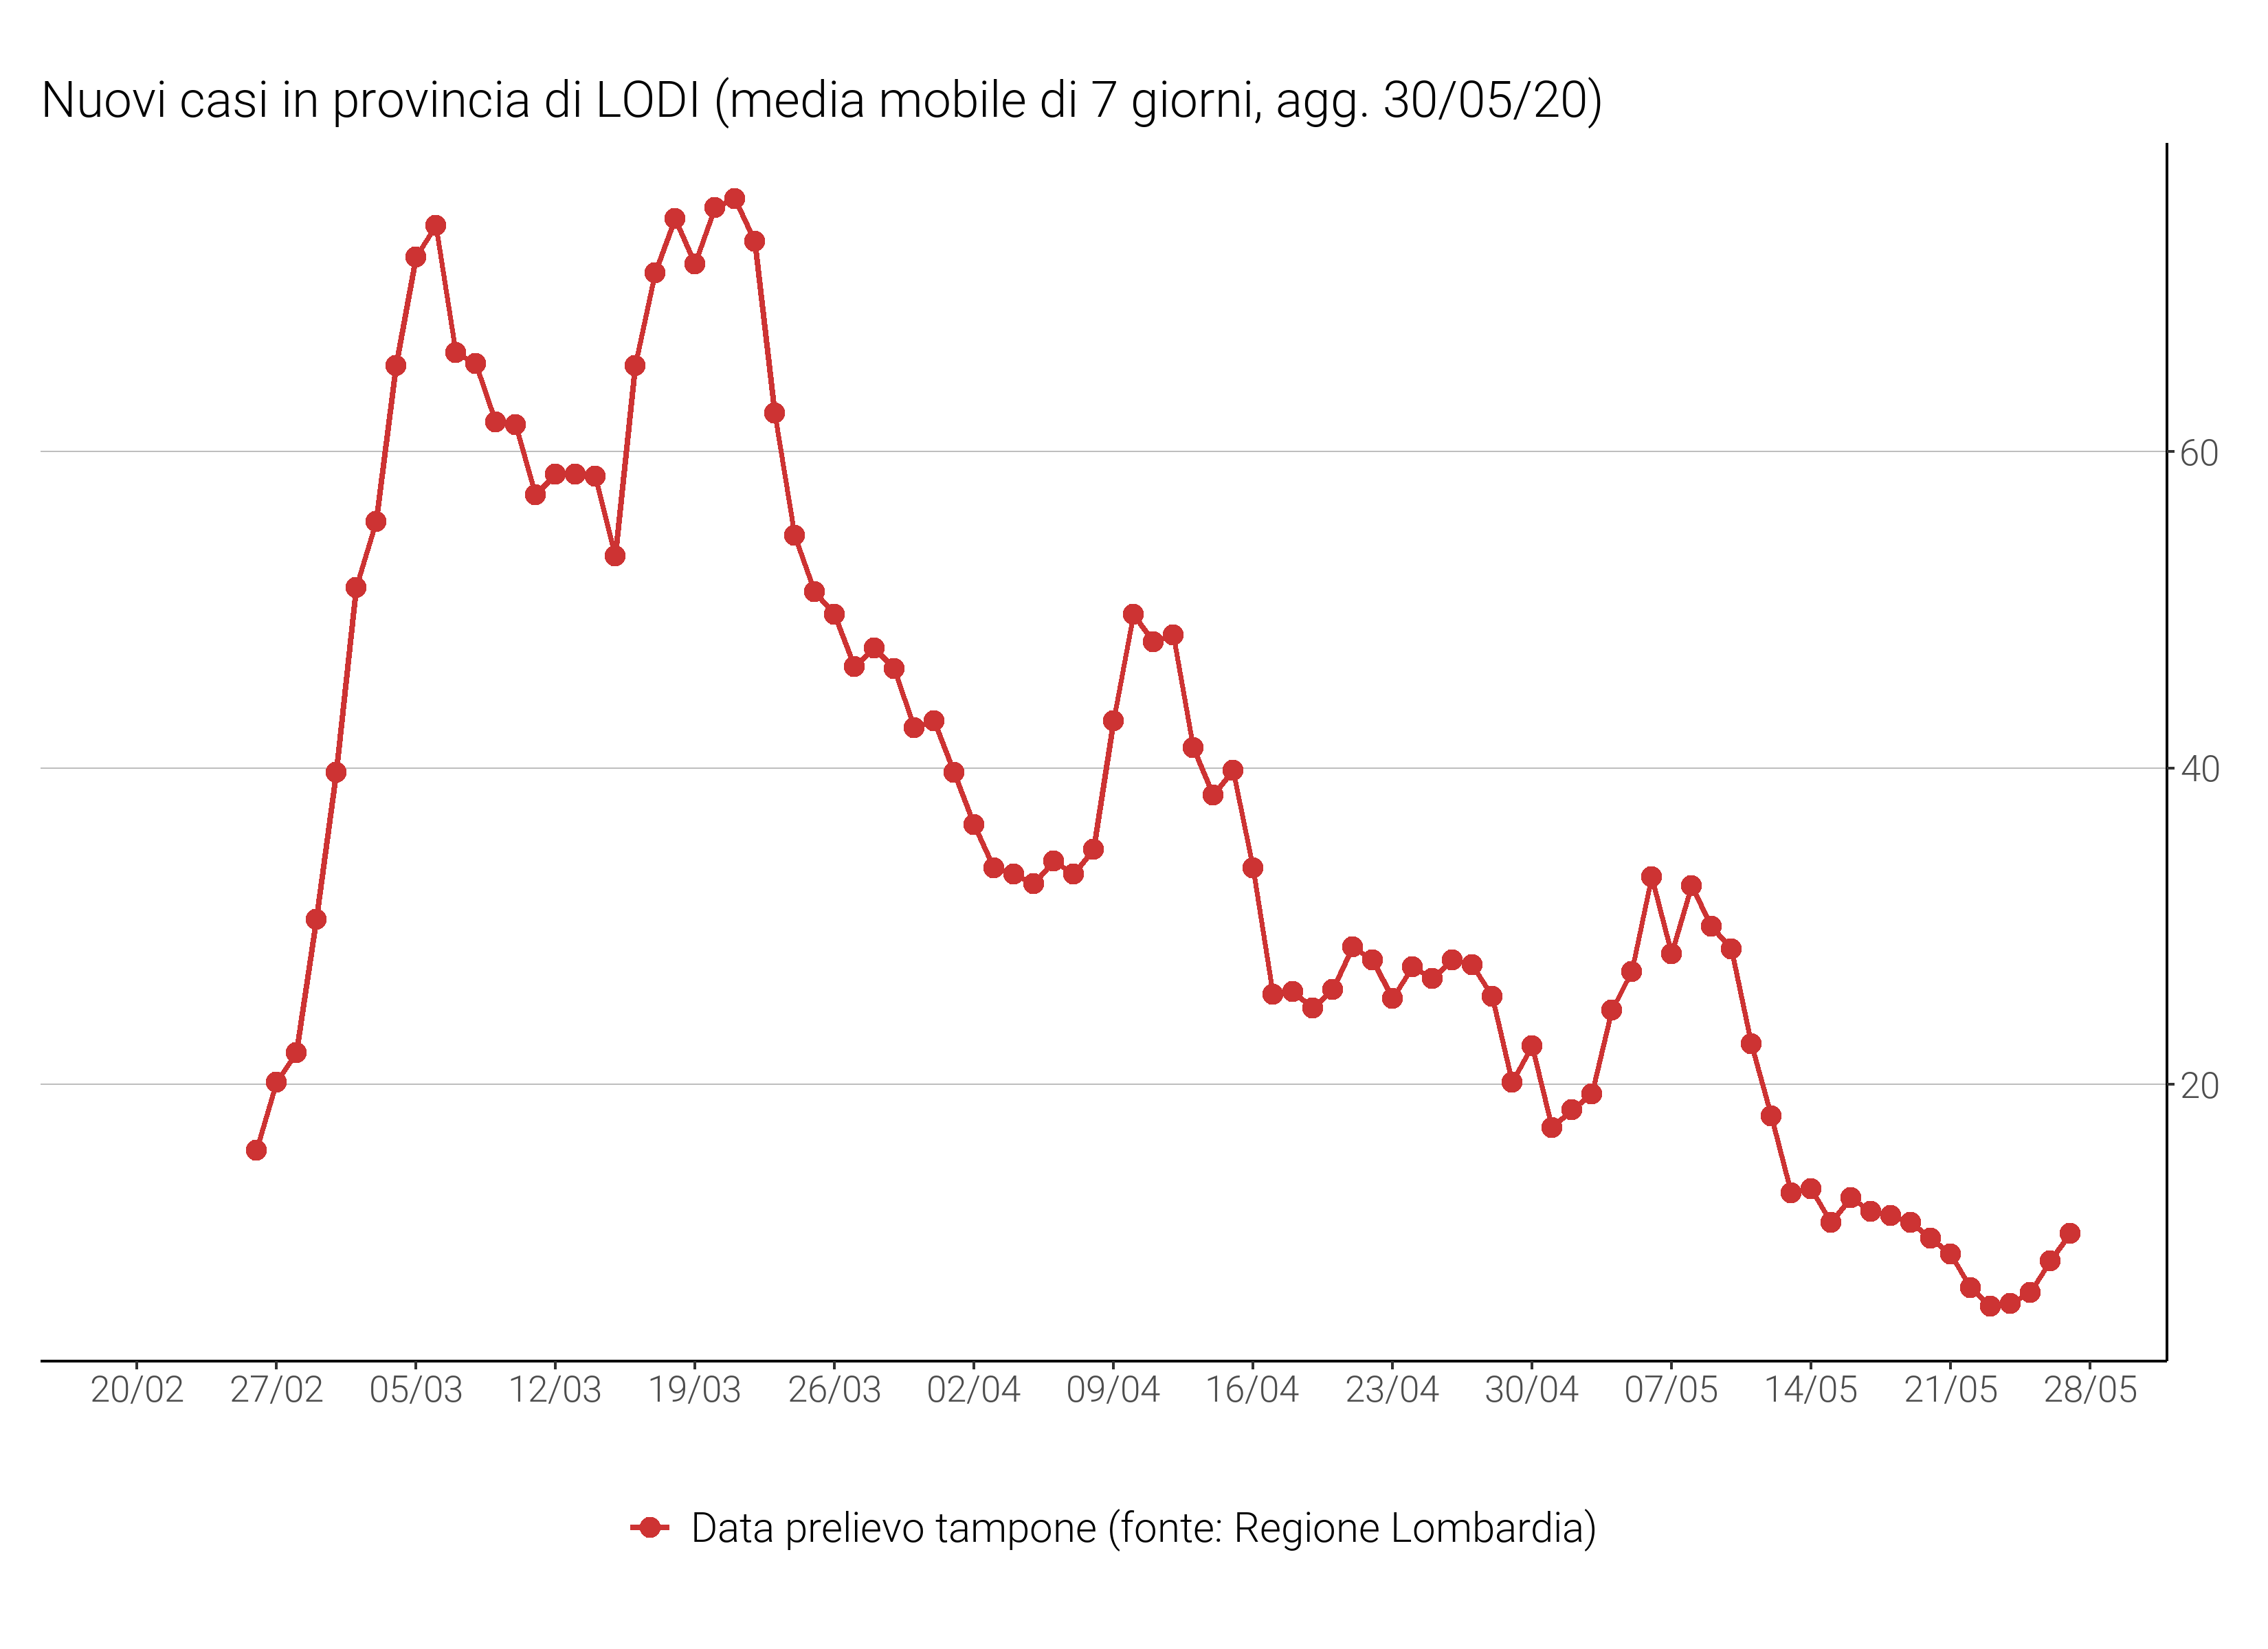 Nuovi casi in provincia di LODI (media mobile di 7 giorni, agg. 30/05/20)
60
40
20
20/02 27/02 05/03 12/03 19/03 26/03 02/04 09/04 16/04 23/04 30/04 07/05 14/05 21/05 28/05
Data prelievo tampone (fonte: Regione Lombardia)